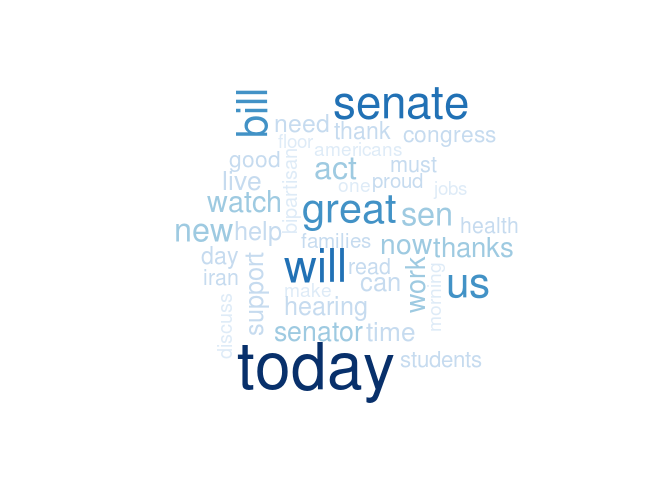 bill
senate
need
thank
congress
floor
americans
good
bipartisan
act
must
live
one
proud
jobs
watch
great
sen
new
help
families
now
thanks
health
day
will
read
work
us
iran
support
make
can
morning
discuss
hearing
senator
time
today
students